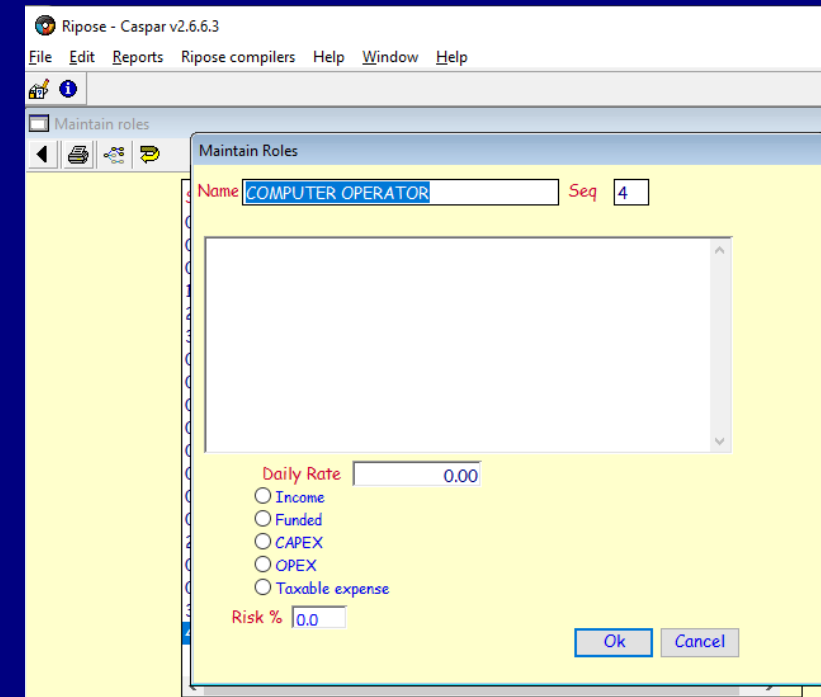 Ripose - Caspar v2.6.6.3
File Edit Reports Ripose compilers Help Window Help
Maintain roles
Maintain Roles
Name COMPUTER OPERATOR Seq 4
Daily Rate 0.00
Income
Funded
CAPEX
OPEX
Taxable expense
Risk % 0.0
Ok Cancel